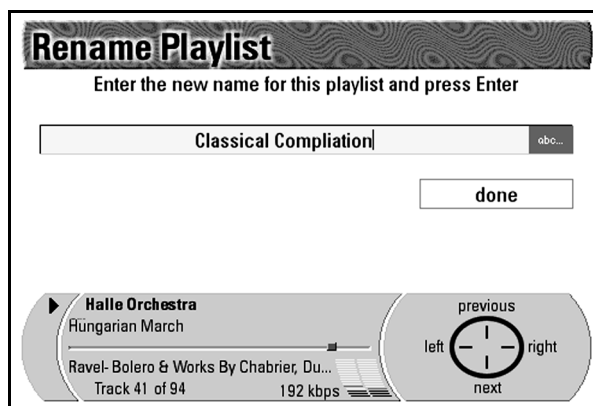 Rename Playlist
Enter the new name for this playlist and press Enter
Classical Compliation
abc...
done
Halle Orchestra
Hungarian March
Ravel- Bolero & Works By Chabrier, Du...
Track 41 of 94
192 kbps
previous
left
right
next